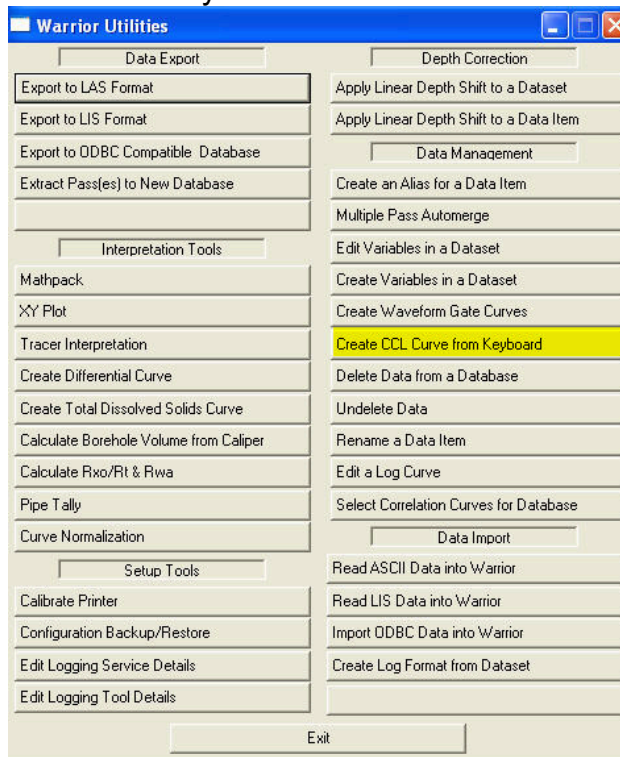 Warrior Utilities
Data Export
Export to LAS Format
Export to LIS Format
Export to ODBC Compatible Database
Extract Pass(es) to New Database
Interpretation Tools
Mathpack
XY Plot
Tracer Interpretation
Create Differential Curve
Create Total Dissolved Solids Curve
Calculate Borehole Volume from Caliper
Calculate Rxo/Rt & Rwa
Pipe Tally
Curve Normalization
Setup Tools
Calibrate Printer
Configuration Backup/Restore
Edit Logging Service Details
Edit Logging Tool Details
Depth Correction
Apply Linear Depth Shift to a Dataset
Apply Linear Depth Shift to a Data Item
Data Management
Create an Alias for a Data Item
Multiple Pass Automerge
Edit Variables in a Dataset
Create Variables in a Dataset
Create Waveform Gate Curves
Create CCL Curve from Keyboard
Delete Data from a Database
Undelete Data
Rename a Data Item
Edit a Log Curve
Select Correlation Curves for Database
Data Import
Read ASCII Data into Warrior
Read LIS Data into Warrior
Import ODBC Data into Warrior
Create Log Format from Dataset
Exit